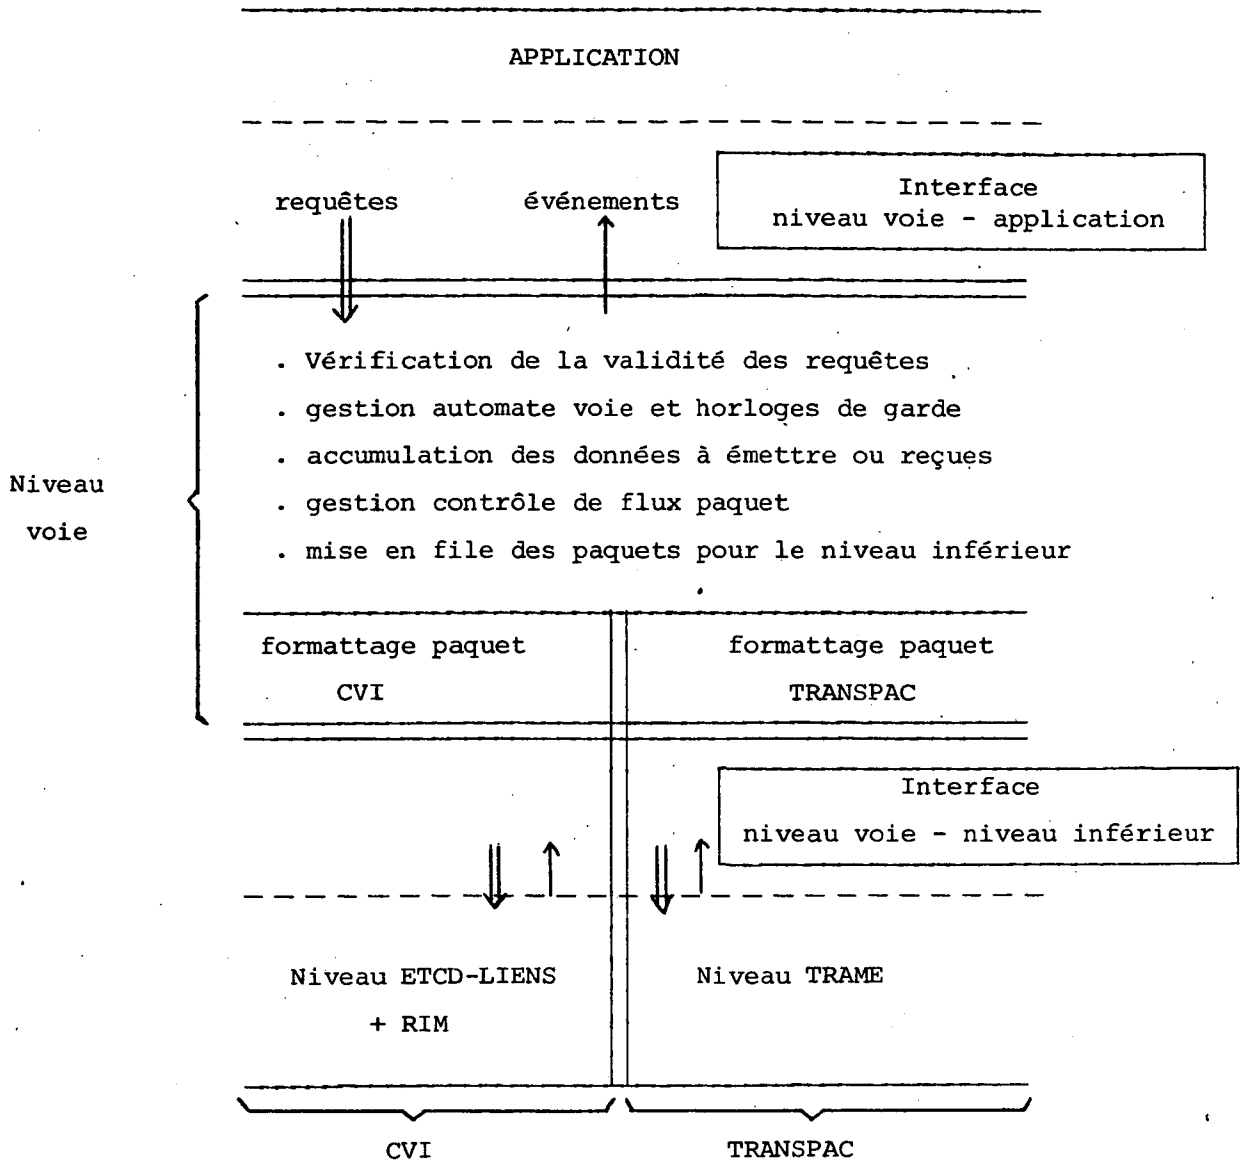 APPLICATION
requêtes
événements
Interface
niveau voie - application
. Vérification de la validité des requêtes
. gestion automate voie et horloges de garde
. accumulation des données à émettre ou reçues
. gestion contrôle de flux paquet
. mise en file des paquets pour le niveau inférieur
Niveau
voie
formattage paquet
CVI
formattage paquet
TRANSPAC
Interface
niveau voie - niveau inférieur
Niveau ETCD-LIENS
+ RIM
Niveau TRAME
CVI
TRANSPAC